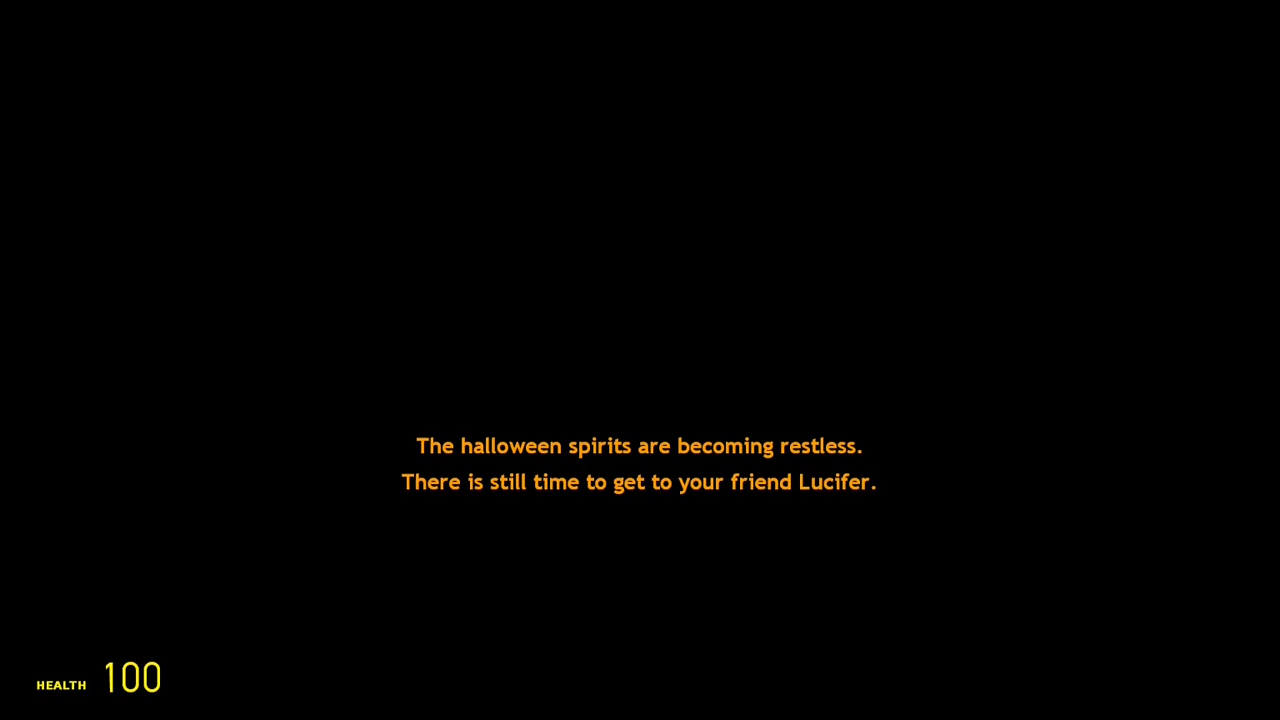 The halloween spirits are becoming restless.
There is still time to get to your friend Lucifer.
HEALTH 100